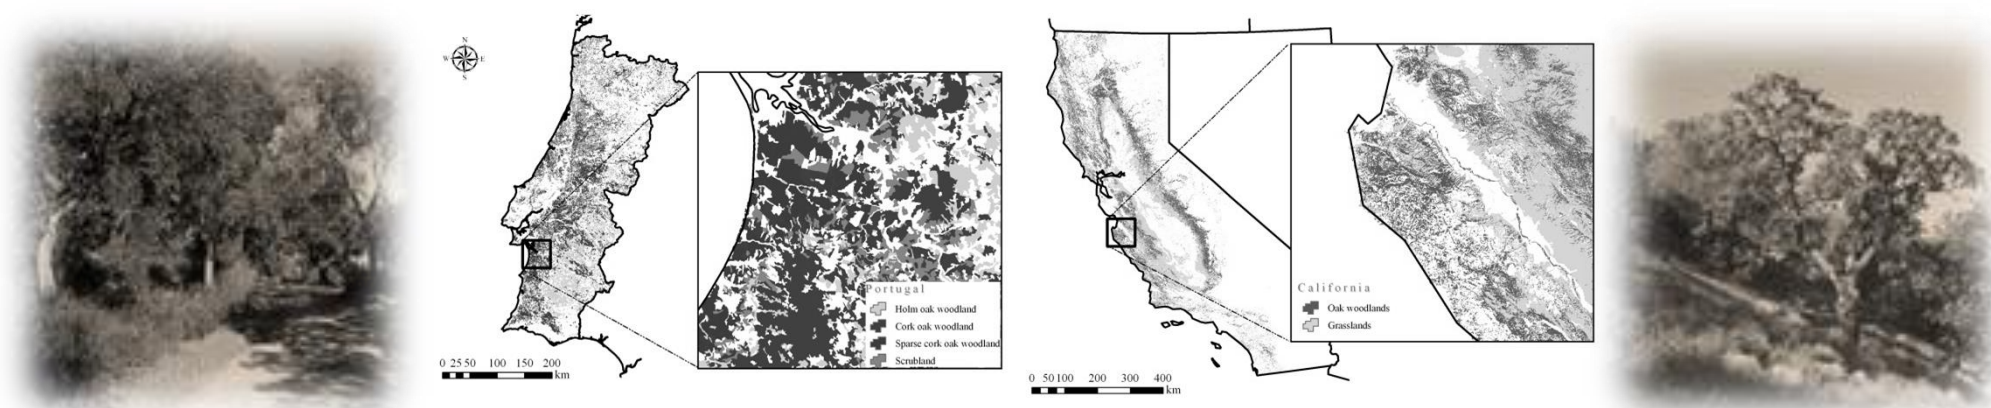 N
W E
S
Portugal
Holm oak woodland
Cork oak woodland
Sparse cork oak woodland
Scrubland
0 25 50 100 150 200
km
California
Oak woodlands
Grasslands
0 50 100 200 300 400
km